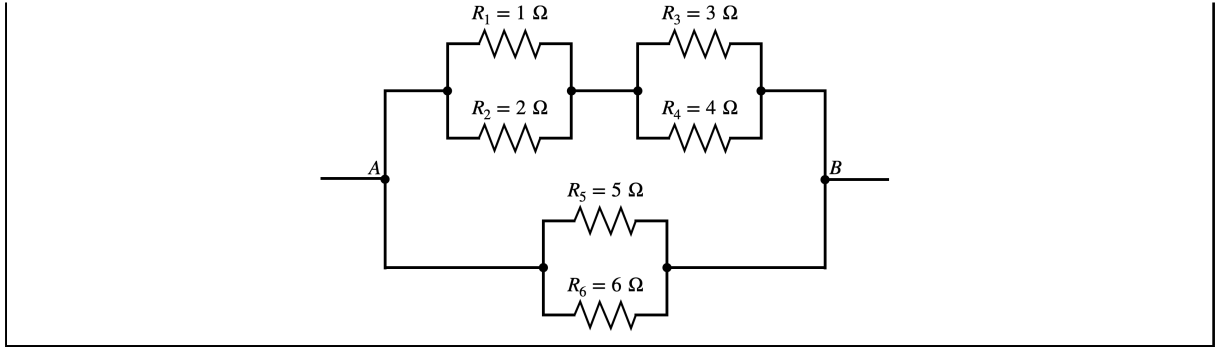 R₁ = 1 Ω
R₃ = 3 Ω
R₂ = 2 Ω
R₄ = 4 Ω
A
B
R₅ = 5 Ω
R₆ = 6 Ω